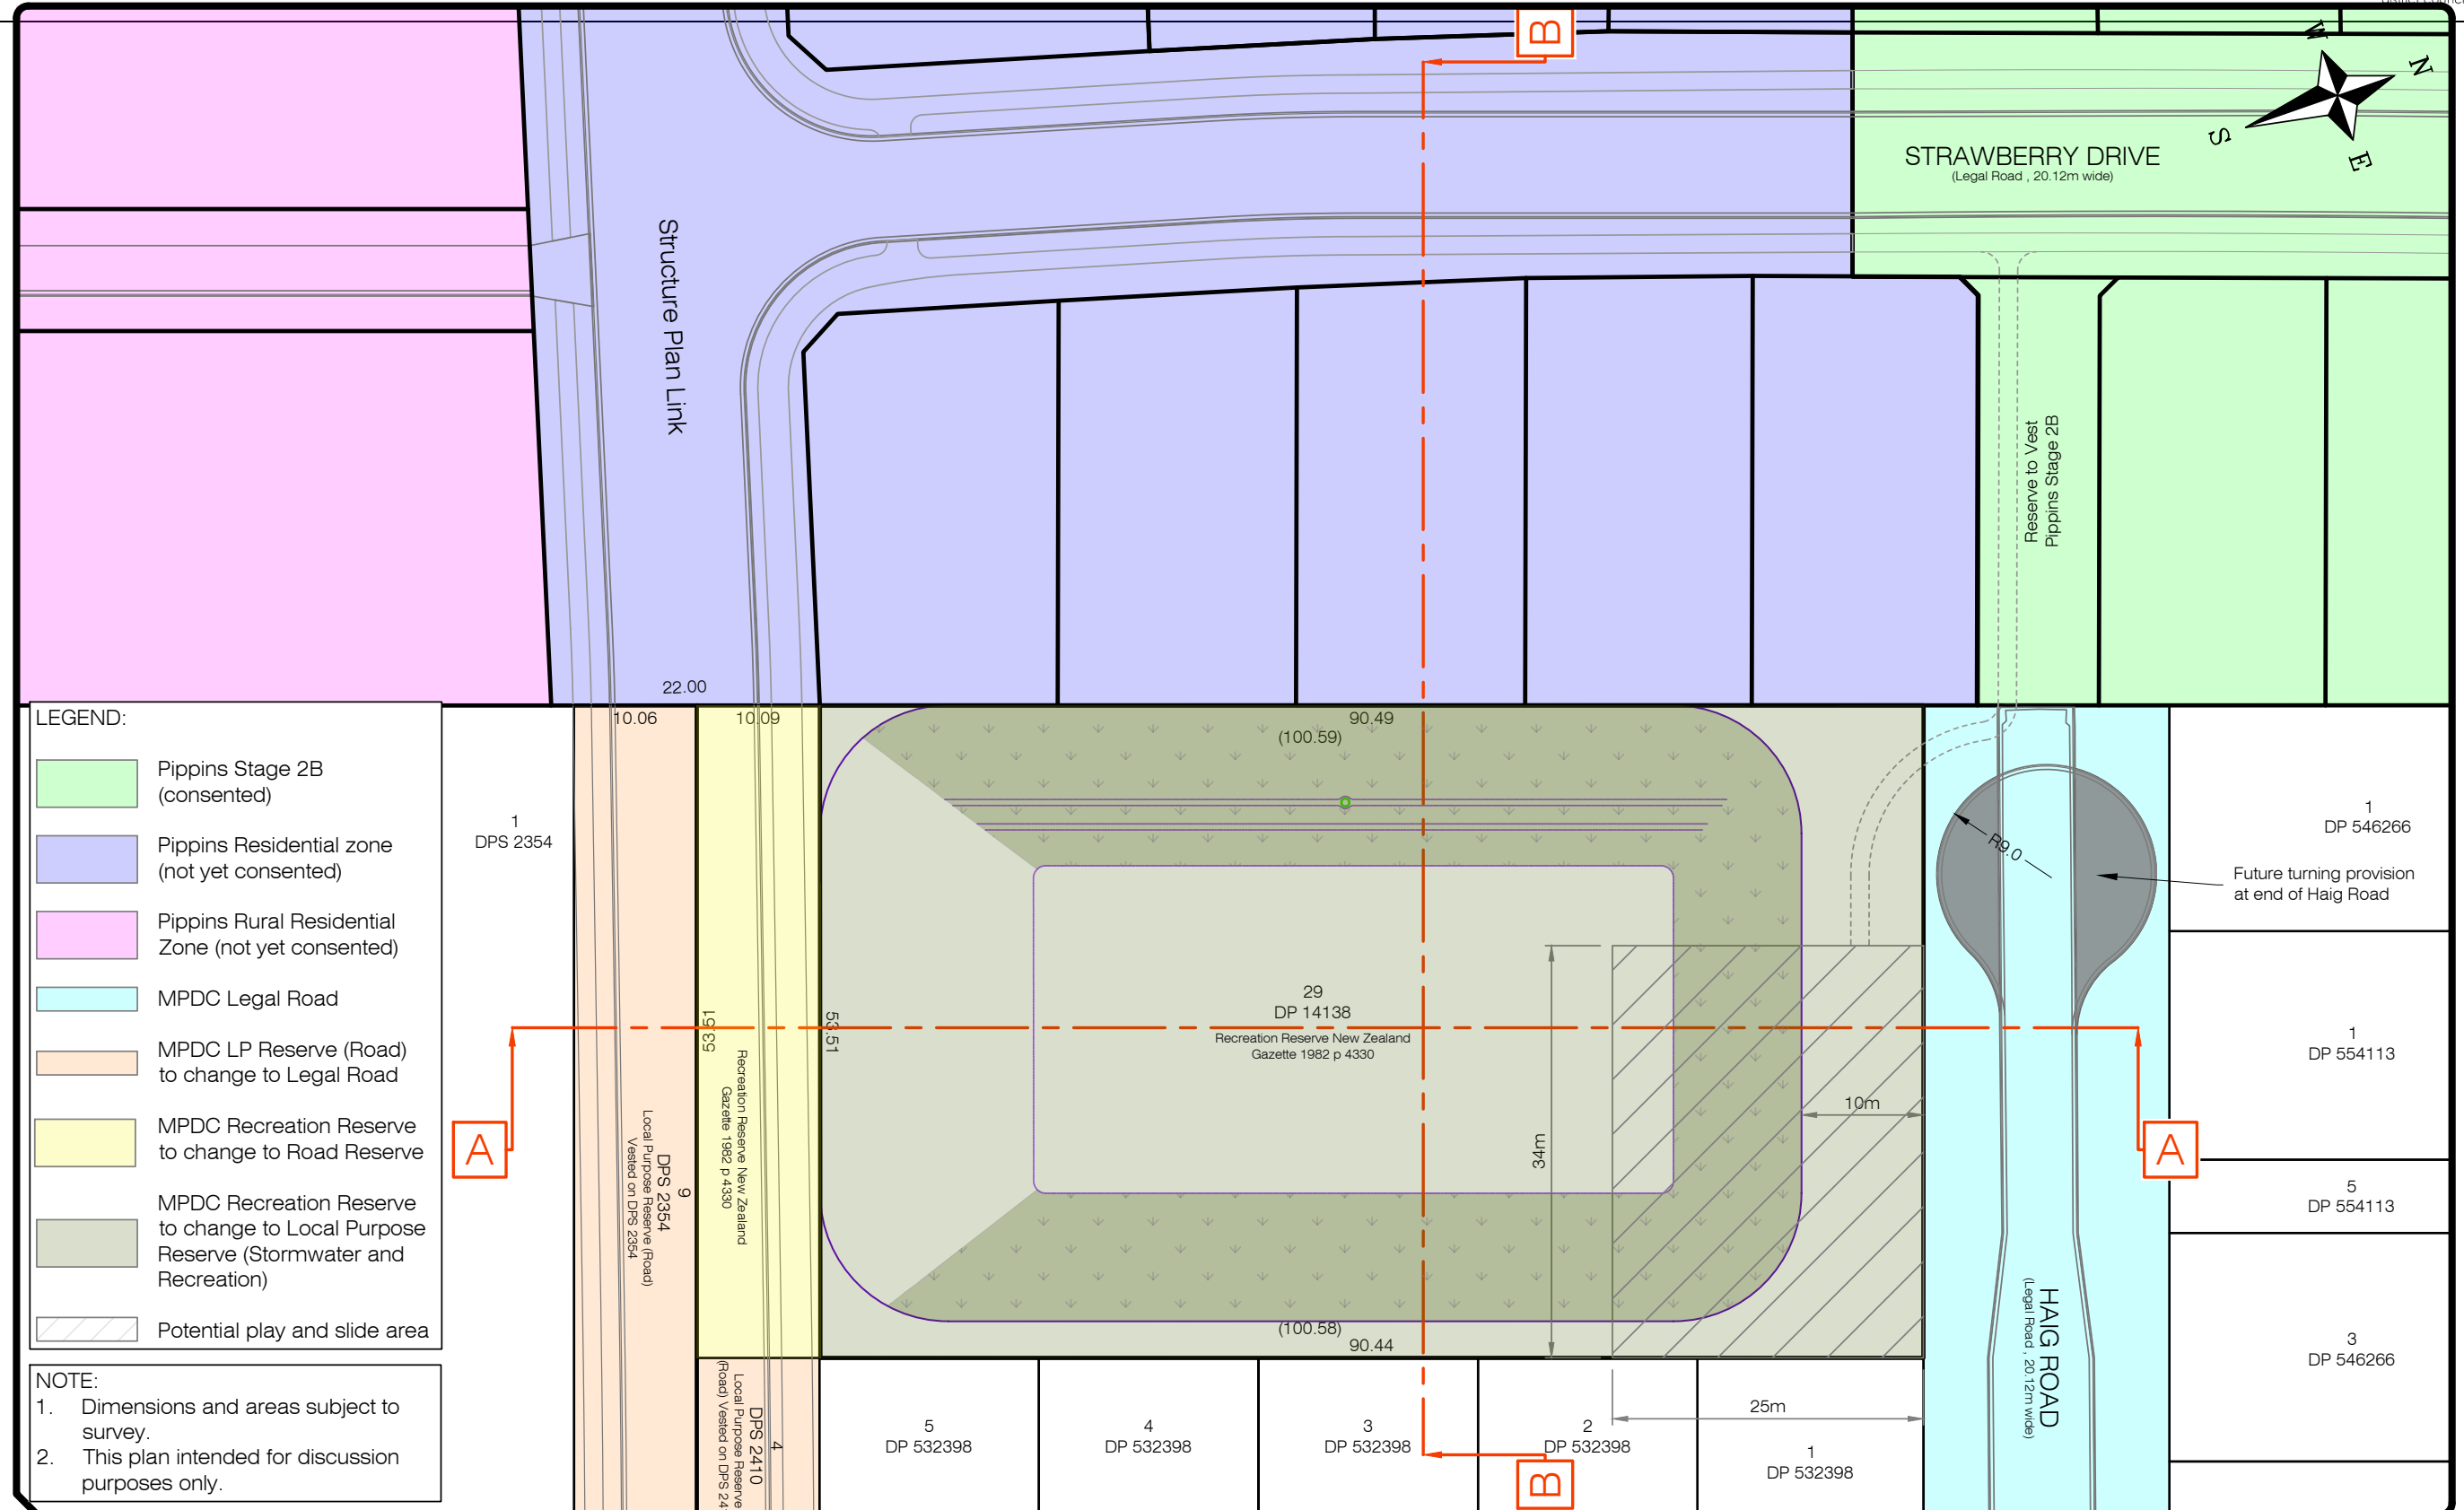 B
W
N
S
E
STRAWBERRY DRIVE
(Legal Road , 20.12m wide)
Structure Plan Link
Reserve to Vest
Pippins Stage 2B
22.00
10.06
10.09
90.49
(100.59)
LEGEND:
Pippins Stage 2B
(consented)
Pippins Residential zone
(not yet consented)
Pippins Rural Residential
Zone (not yet consented)
MPDC Legal Road
MPDC LP Reserve (Road)
to change to Legal Road
MPDC Recreation Reserve
to change to Road Reserve
MPDC Recreation Reserve
to change to Local Purpose
Reserve (Stormwater and
Recreation)
Potential play and slide area
NOTE:
1. Dimensions and areas subject to
survey.
2. This plan intended for discussion
purposes only.
1
DPS 2354
A
9
DPS 2354
Local Purpose Reserve (Road)
Vested on DPS 2354
53.61
Recreation Reserve New Zealand
Gazette 1982 p 4330
53.51
29
DP 14138
Recreation Reserve New Zealand
Gazette 1982 p 4330
34m
10m
R9.0
Future turning provision
at end of Haig Road
1
DP 546266
1
DP 554113
A
5
DP 554113
3
DP 546266
HAIG ROAD
(Legal Road , 20.12m wide)
(100.58)
90.44
25m
4
DPS 2410
Local Purpose Reserve
(Road) Vested on DPS 24
5
DP 532398
4
DP 532398
3
DP 532398
2
DP 532398
1
DP 532398
B